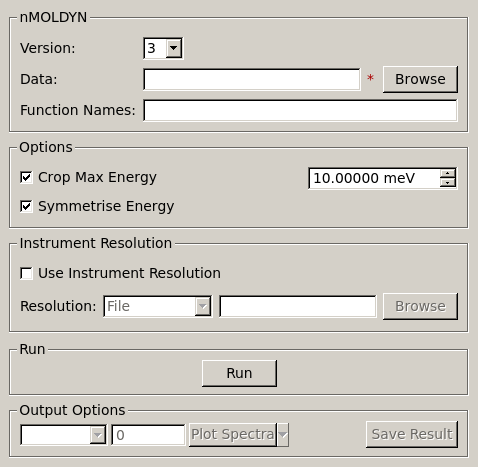 nMOLDYN
Version: 3
Data: * Browse
Function Names:
Options
Crop Max Energy 10.00000 meV
Symmetrise Energy
Instrument Resolution
Use Instrument Resolution
Resolution: File Browse
Run
Run
Output Options
0 Plot Spectra Save Result